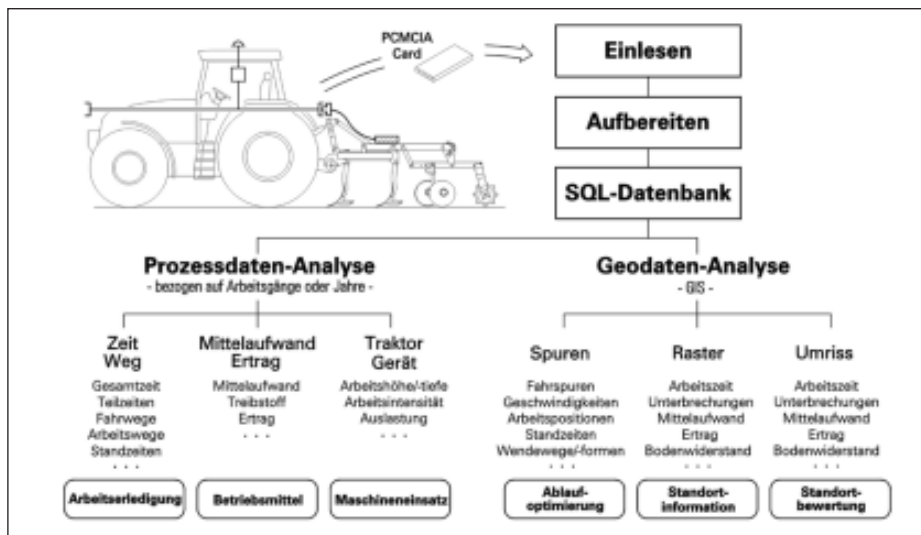 PCMCIA
Card
Einlesen
Aufbereiten
SQL-Datenbank
Prozessdaten-Analyse
- bezogen auf Arbeitsgänge oder Jahre -
Zeit
Weg
Gesamtzeit
Teilzeiten
Fahrwege
Arbeitswege
Standzeiten
. . .
Arbeitserledigung
Mittelaufwand
Ertrag
Mittelaufwand
Treibstoff
Ertrag
. . .
Betriebsmittel
Traktor
Gerät
Arbeitshöhe/-tiefe
Arbeitsintensität
Auslastung
. . .
Maschineneinsatz
Geodaten-Analyse
- GIS -
Spuren
Fahrspuren
Geschwindigkeiten
Arbeitspositionen
Standzeiten
Wendewege/-formen
. . .
Ablauf-
optimierung
Raster
Arbeitszeit
Unterbrechungen
Mittelaufwand
Ertrag
Bodenwiderstand
. . .
Standort-
information
Umriss
Arbeitszeit
Unterbrechungen
Mittelaufwand
Ertrag
Bodenwiderstand
. . .
Standort-
bewertung